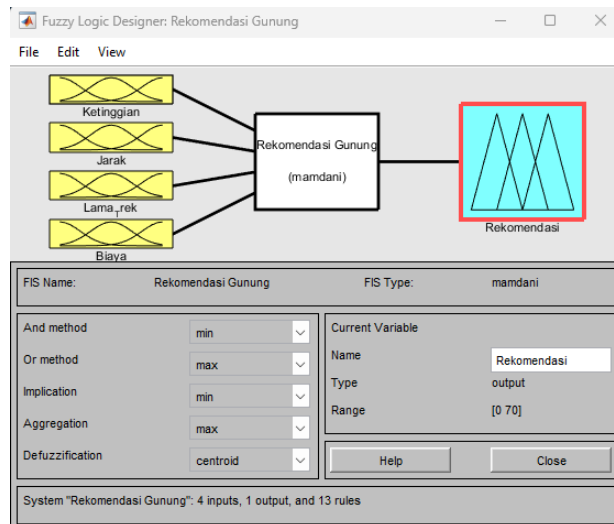 Fuzzy Logic Designer: Rekomendasi Gunung
File Edit View
Ketinggian
Jarak
Lama_Trek
Biaya
Rekomendasi Gunung
(mamdani)
Rekomendasi
FIS Name: Rekomendasi Gunung FIS Type: mamdani
And method min
Or method max
Implication min
Aggregation max
Defuzzification centroid
Current Variable
Name Rekomendasi
Type output
Range [0 70]
Help Close
System "Rekomendasi Gunung": 4 inputs, 1 output, and 13 rules